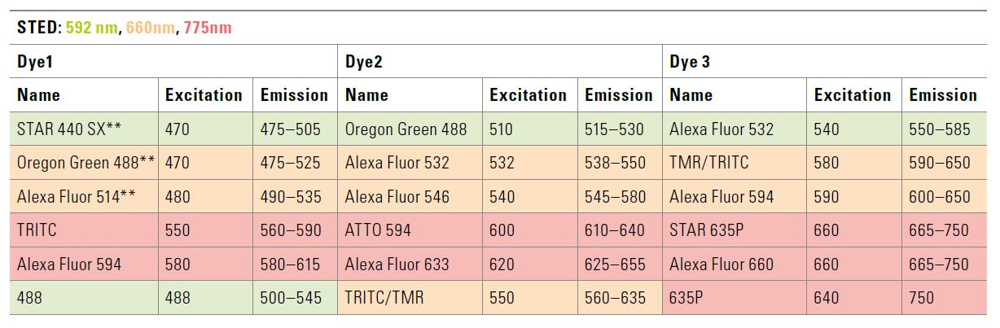 STED: 592 nm, 660nm, 775nm
Dye1 Dye2 Dye 3
Name Excitation Emission Name Excitation Emission Name Excitation Emission
STAR 440 SX** 470 475–505 Oregon Green 488 510 515–530 Alexa Fluor 532 540 550–585
Oregon Green 488** 470 475–525 Alexa Fluor 532 532 538–550 TMR/TRITC 580 590–650
Alexa Fluor 514** 480 490–535 Alexa Fluor 546 540 545–580 Alexa Fluor 594 590 600–650
TRITC 550 560–590 ATTO 594 600 610–640 STAR 635P 660 665–750
Alexa Fluor 594 580 580–615 Alexa Fluor 633 620 625–655 Alexa Fluor 660 660 665–750
488 488 500–545 TRITC/TMR 550 560–635 635P 640 750